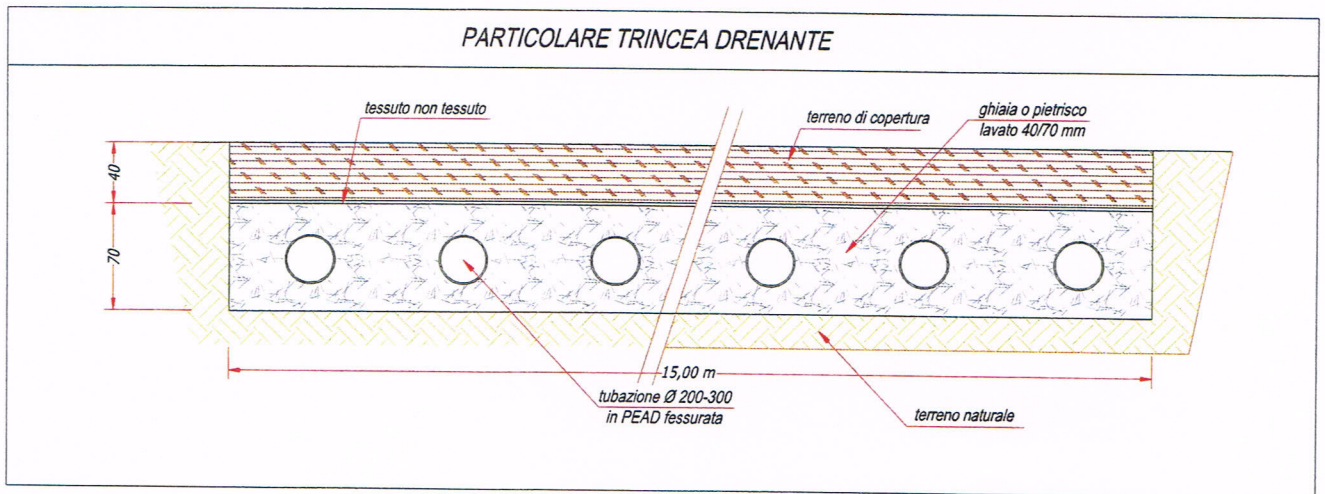 PARTICOLARE TRINCEA DRENANTE
tessuto non tessuto
terreno di copertura
ghiaia o pietrisco
lavato 40/70 mm
40
70
15,00 m
tubazione Ø 200-300
in PEAD fessurata
terreno naturale